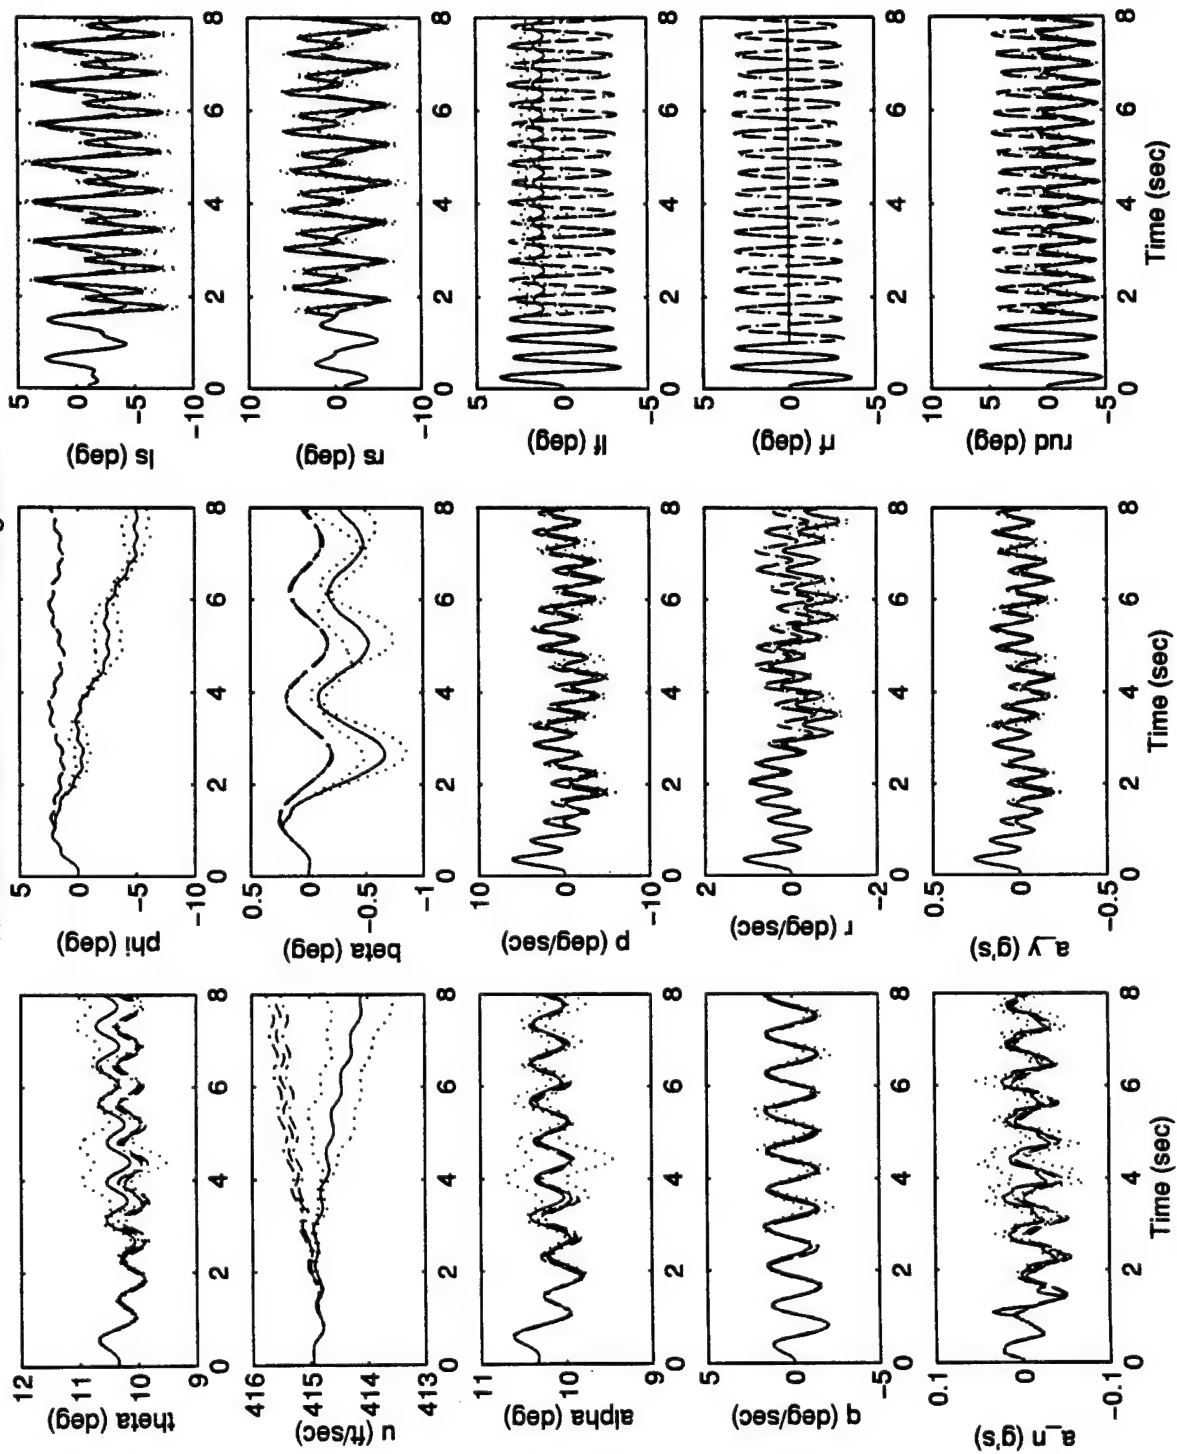 theta (deg)
12
11
10
9
0 2 4 6 8
u (ft/sec)
416
415
414
413
0 2 4 6 8
alpha (deg)
11
10
9
0 2 4 6 8
q (deg/sec)
5
0
-5
0 2 4 6 8
a_n (g's)
0.1
0
-0.1
0 2 4 6 8
Time (sec)
phi (deg)
5
0
-5
-10
0 2 4 6 8
beta (deg)
0.5
0
-0.5
-1
0 2 4 6 8
p (deg/sec)
10
0
-10
0 2 4 6 8
r (deg/sec)
2
0
-2
0 2 4 6 8
a_y (g's)
0.5
0
-0.5
0 2 4 6 8
Time (sec)
ls (deg)
5
0
-5
-10
0 2 4 6 8
rs (deg)
10
5
0
-5
-10
0 2 4 6 8
lf (deg)
5
0
-5
0 2 4 6 8
rf (deg)
5
0
-5
0 2 4 6 8
rud (deg)
10
5
0
-5
0 2 4 6 8
Time (sec)